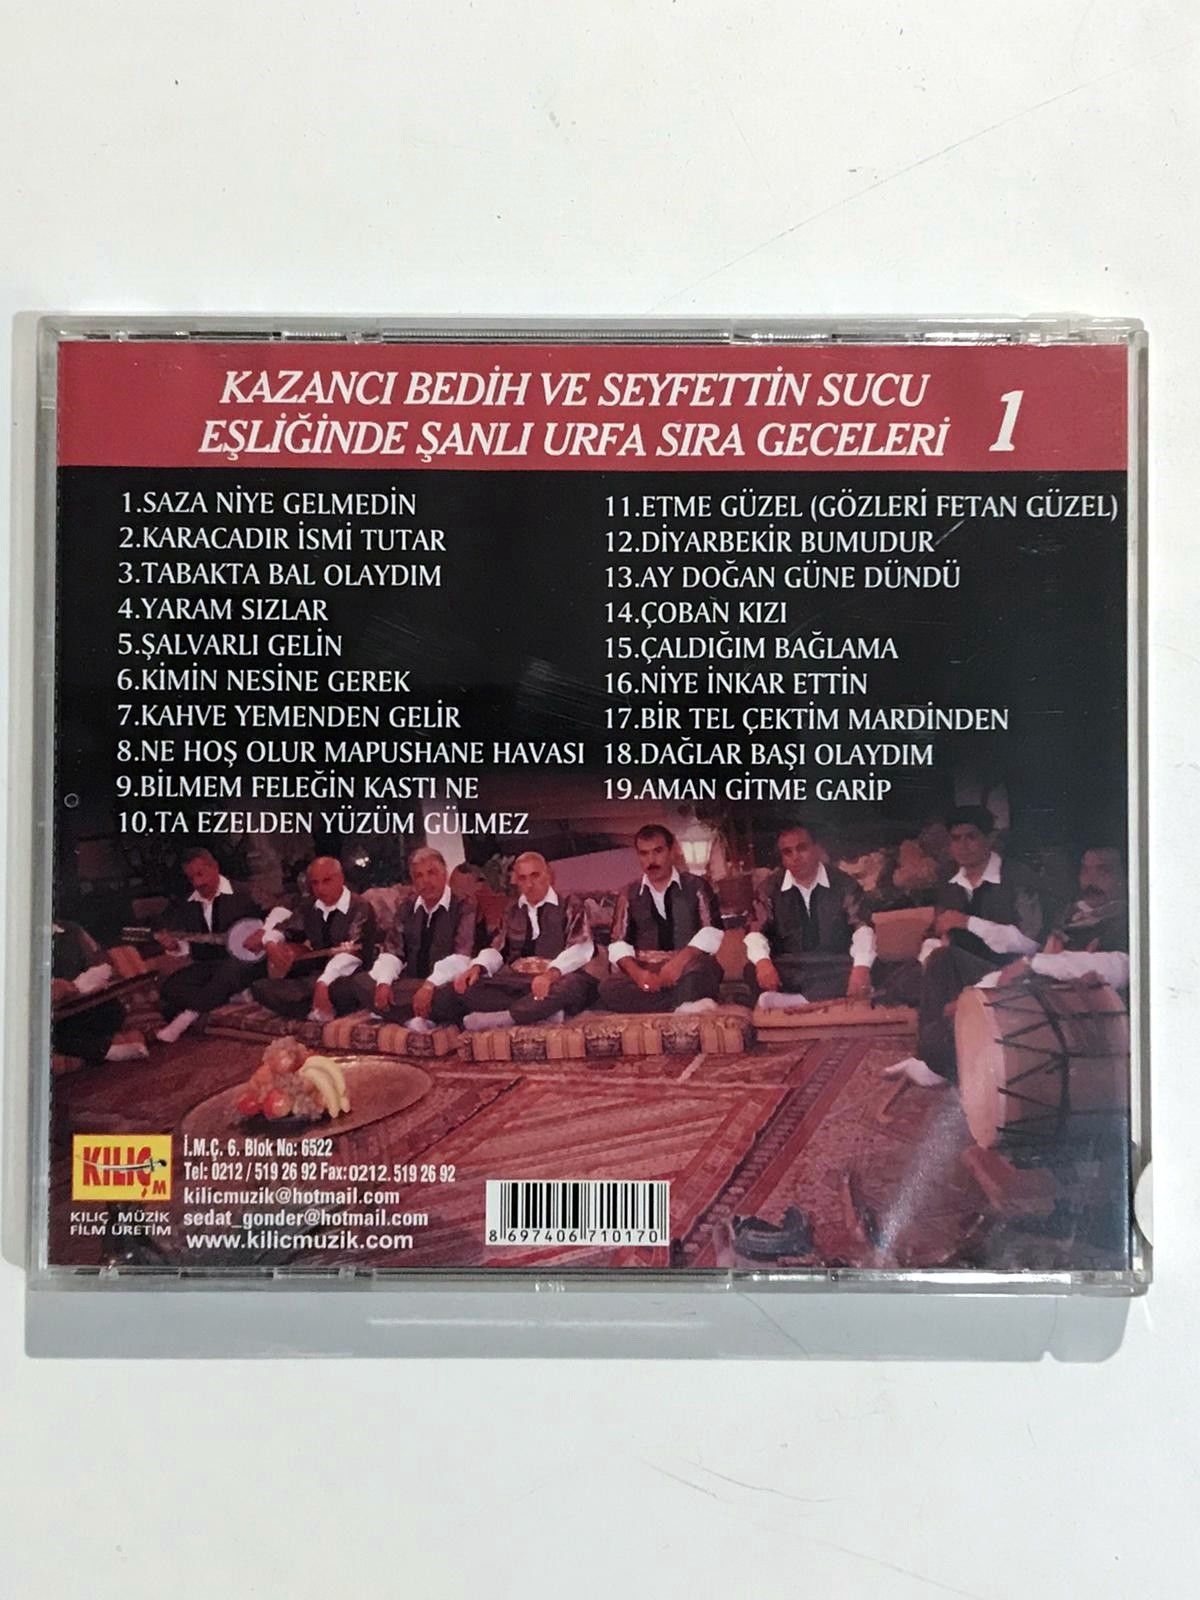 KAZANCI BEDİH VE SEYFETTİN SUCU
EŞLİĞİNDE ŞANLI URFA SIRA GECELERİ 1
1.SAZA NİYE GELMEDİN
2.KARACADIR İSMİ TUTAR
3.TABAKTA BAL OLAYDIM
4.YARAM SIZLAR
5.ŞALVARLI GELİN
6.KİMİN NESİNE GEREK
7.KAHVE YEMENDEN GELİR
8.NE HOŞ OLUR MAPUSHANE HAVASI
9.BİLMEM FELEĞİN KASTI NE
10.TA EZELDEN YÜZÜM GÜLMEZ
11.ETME GÜZEL (GÖZLERİ FETAN GÜZEL)
12.DİYARBEKİR BUMUDUR
13.AY DOĞAN GÜNE DÜNDÜ
14.ÇOBAN KIZI
15.ÇALDIĞIM BAĞLAMA
16.NİYE İNKAR ETTİN
17.BİR TEL ÇEKTİM MARDİNDEN
18.DAĞLAR BAŞI OLAYDIM
19.AMAN GİTME GARİP
KILIÇ M
KILIÇ MÜZİK
FİLM ÜRETİM
İ.M.Ç. 6. Blok No: 6522
Tel: 0212 / 519 26 92 Fax: 0212. 519 26 92
kilicmuzik@hotmail.com
sedat_gonder@hotmail.com
www.kilicmuzik.com
8 697406 710170